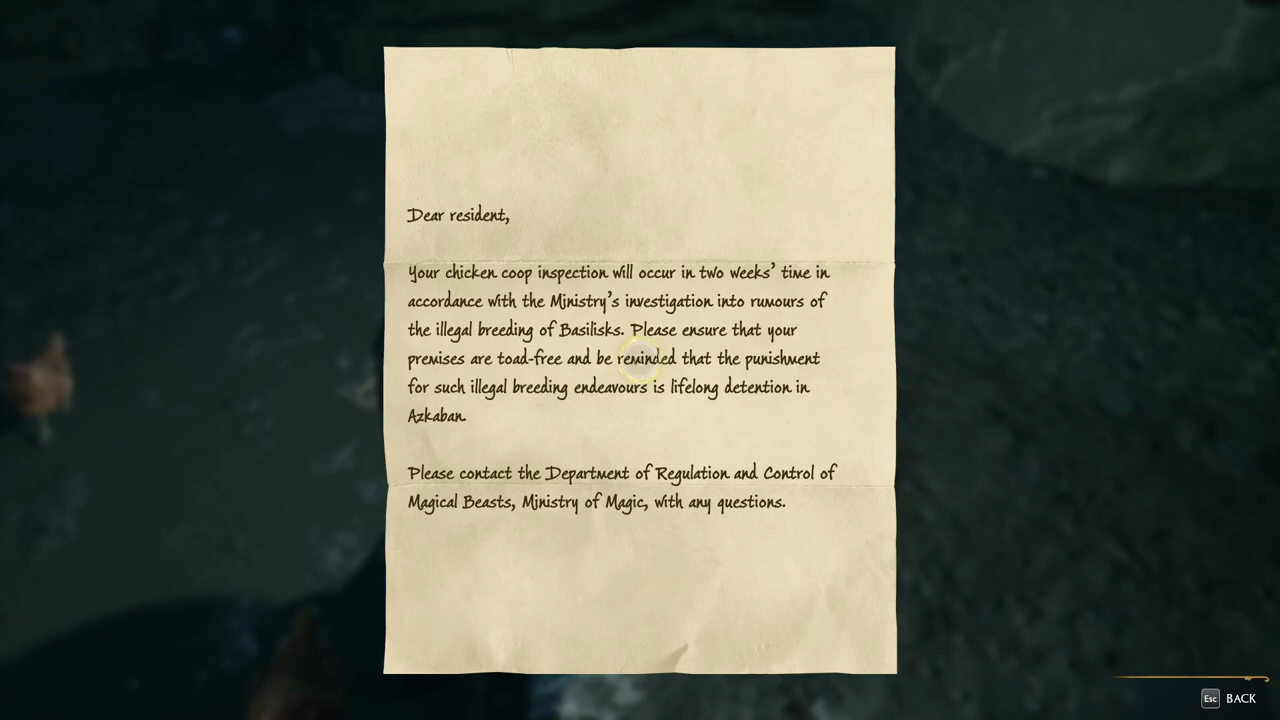 Dear resident,
Your chicken coop inspection will occur in two weeks' time in
accordance with the Ministry's investigation into rumours of
the illegal breeding of Basilisks. Please ensure that your
premises are toad-free and be reminded that the punishment
for such illegal breeding endeavours is lifelong detention in
Azkaban.
Please contact the Department of Regulation and Control of
Magical Beasts, Ministry of Magic, with any questions.
Esc BACK